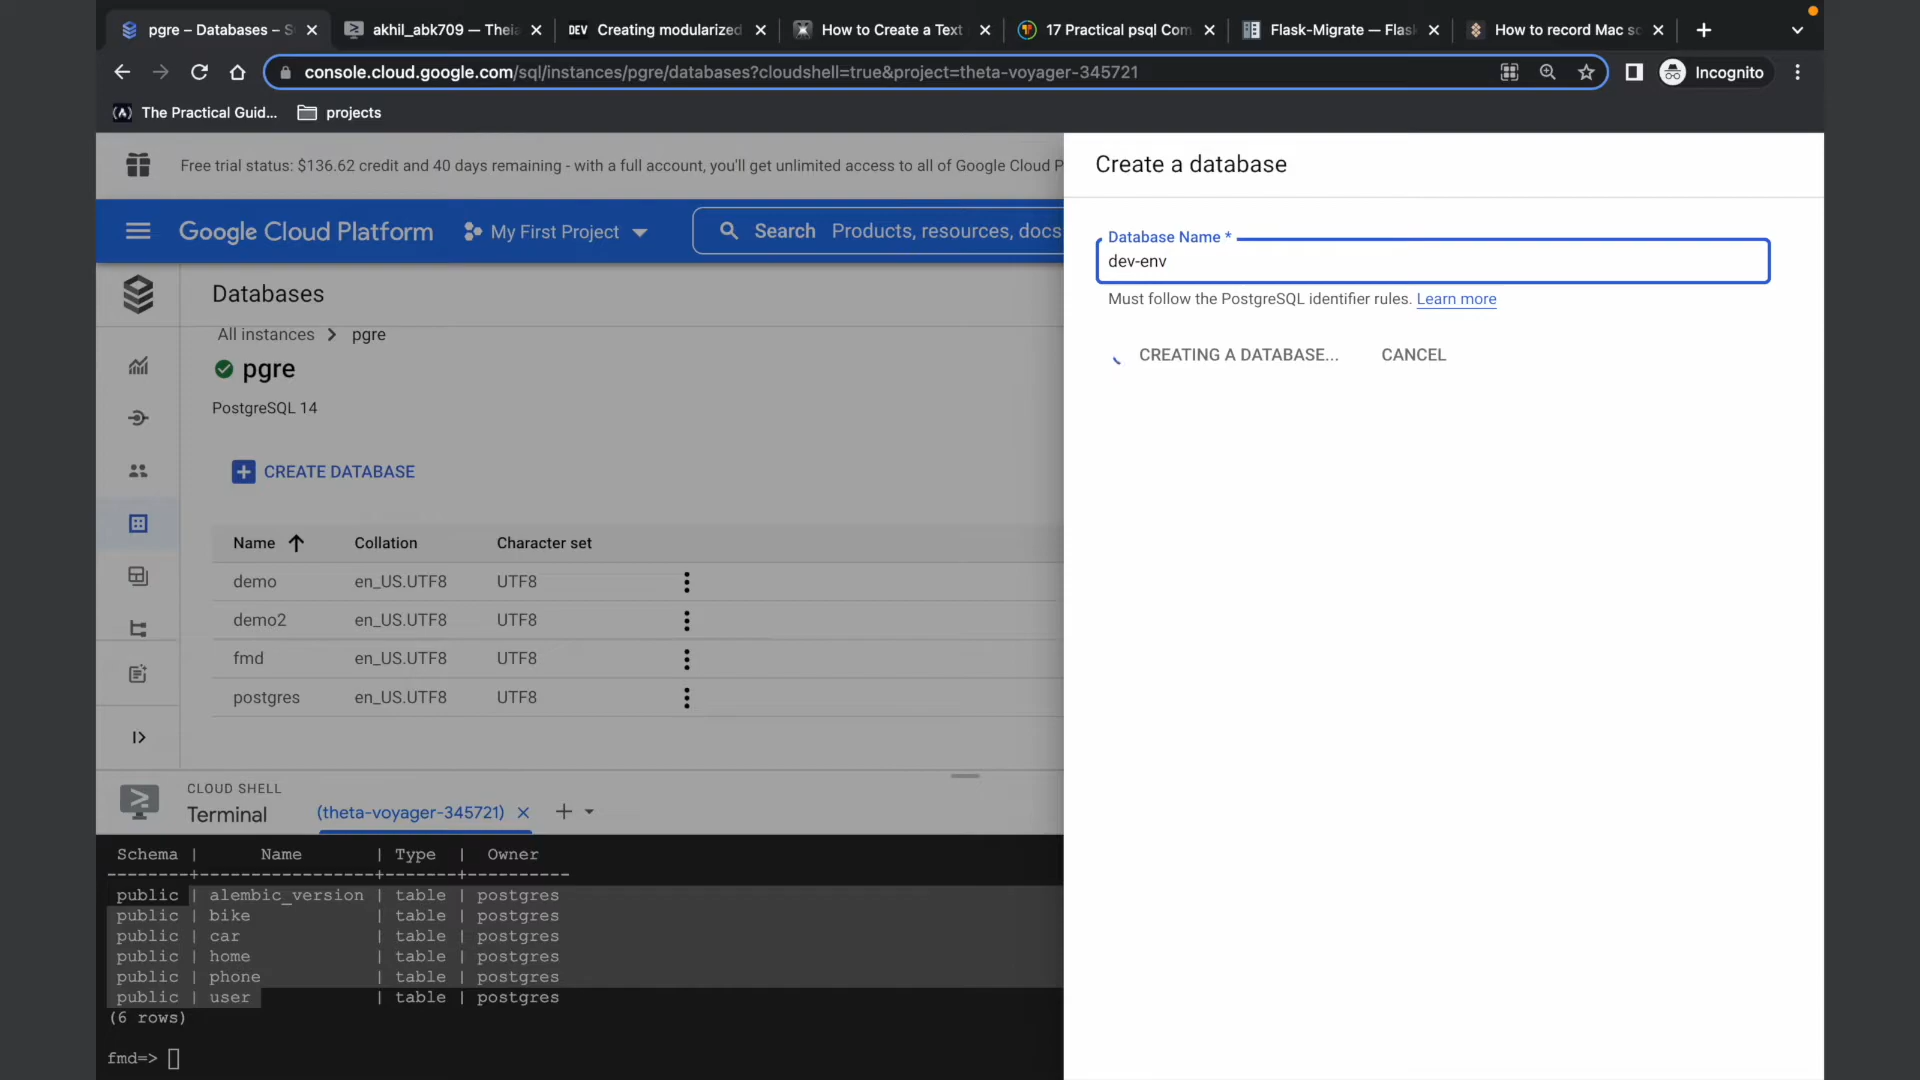 pgre – Databases – S
akhil_abk709 — Theia
DEV Creating modularized
How to Create a Text
17 Practical psql Com
Flask-Migrate — Flask
How to record Mac sc
console.cloud.google.com/sql/instances/pgre/databases?cloudshell=true&project=theta-voyager-345721
Incognito
The Practical Guid...
projects
Free trial status: $136.62 credit and 40 days remaining - with a full account, you'll get unlimited access to all of Google Cloud P
Google Cloud Platform
My First Project
Search Products, resources, docs
Databases
All instances
pgre
pgre
PostgreSQL 14
CREATE DATABASE
Name Collation Character set
demo en_US.UTF8 UTF8
demo2 en_US.UTF8 UTF8
fmd en_US.UTF8 UTF8
postgres en_US.UTF8 UTF8
Create a database
Database Name *
dev-env
Must follow the PostgreSQL identifier rules. Learn more
CREATING A DATABASE... CANCEL
CLOUD SHELL
Terminal
(theta-voyager-345721)
Schema | Name | Type | Owner
--------+-----------------+-------+----------
public | alembic_version | table | postgres
public | bike | table | postgres
public | car | table | postgres
public | home | table | postgres
public | phone | table | postgres
public | user | table | postgres
(6 rows)
fmd=>